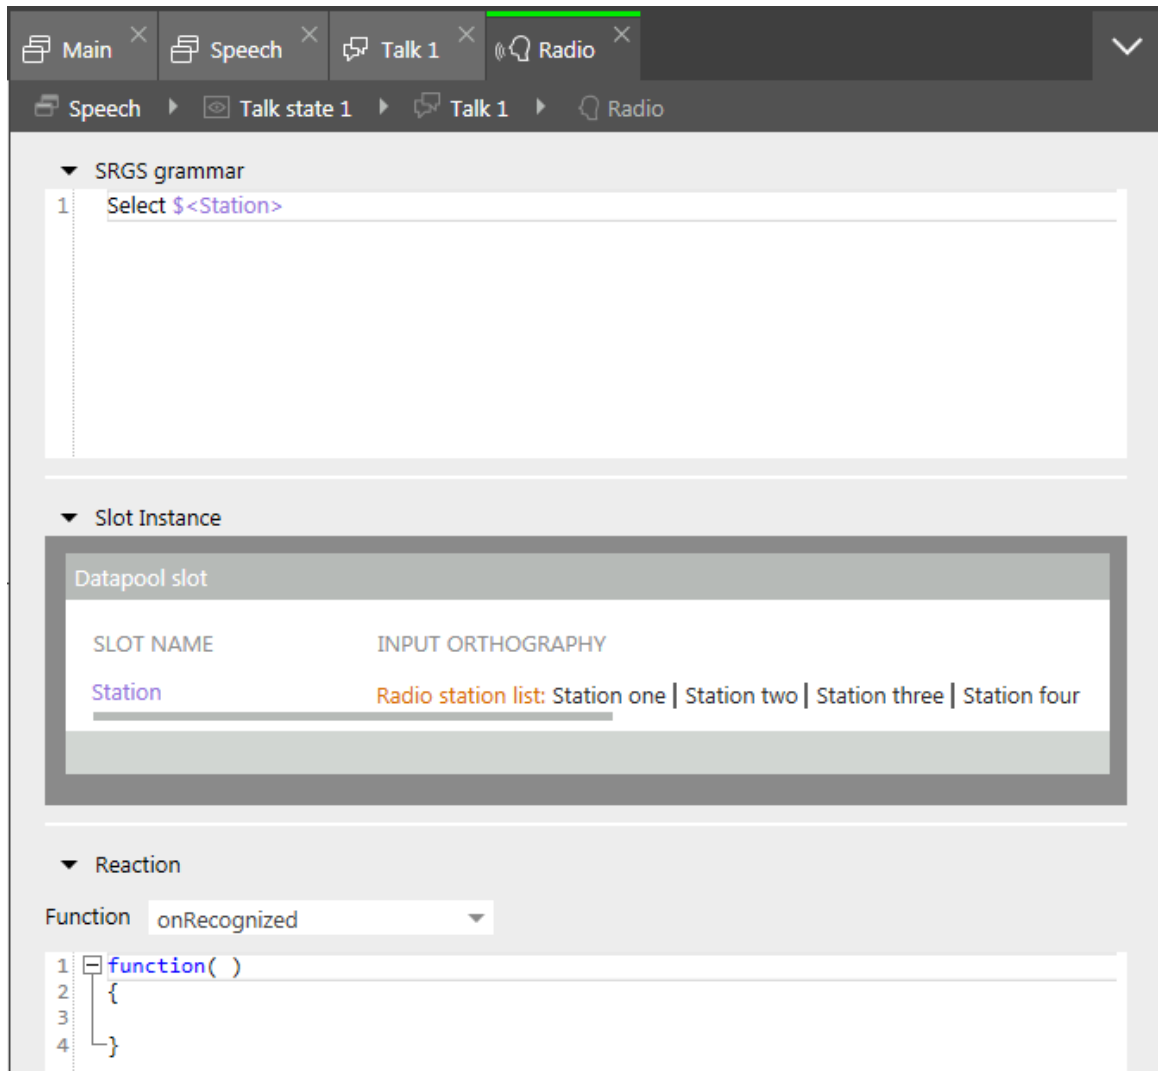 Main Speech Talk 1 Radio
Speech Talk state 1 Talk 1 Radio
SRGS grammar
1 Select $<Station>
Slot Instance
Datapool slot
SLOT NAME INPUT ORTHOGRAPHY
Station Radio station list: Station one | Station two | Station three | Station four
Reaction
Function onRecognized
1 function( )
2 {
3
4 }